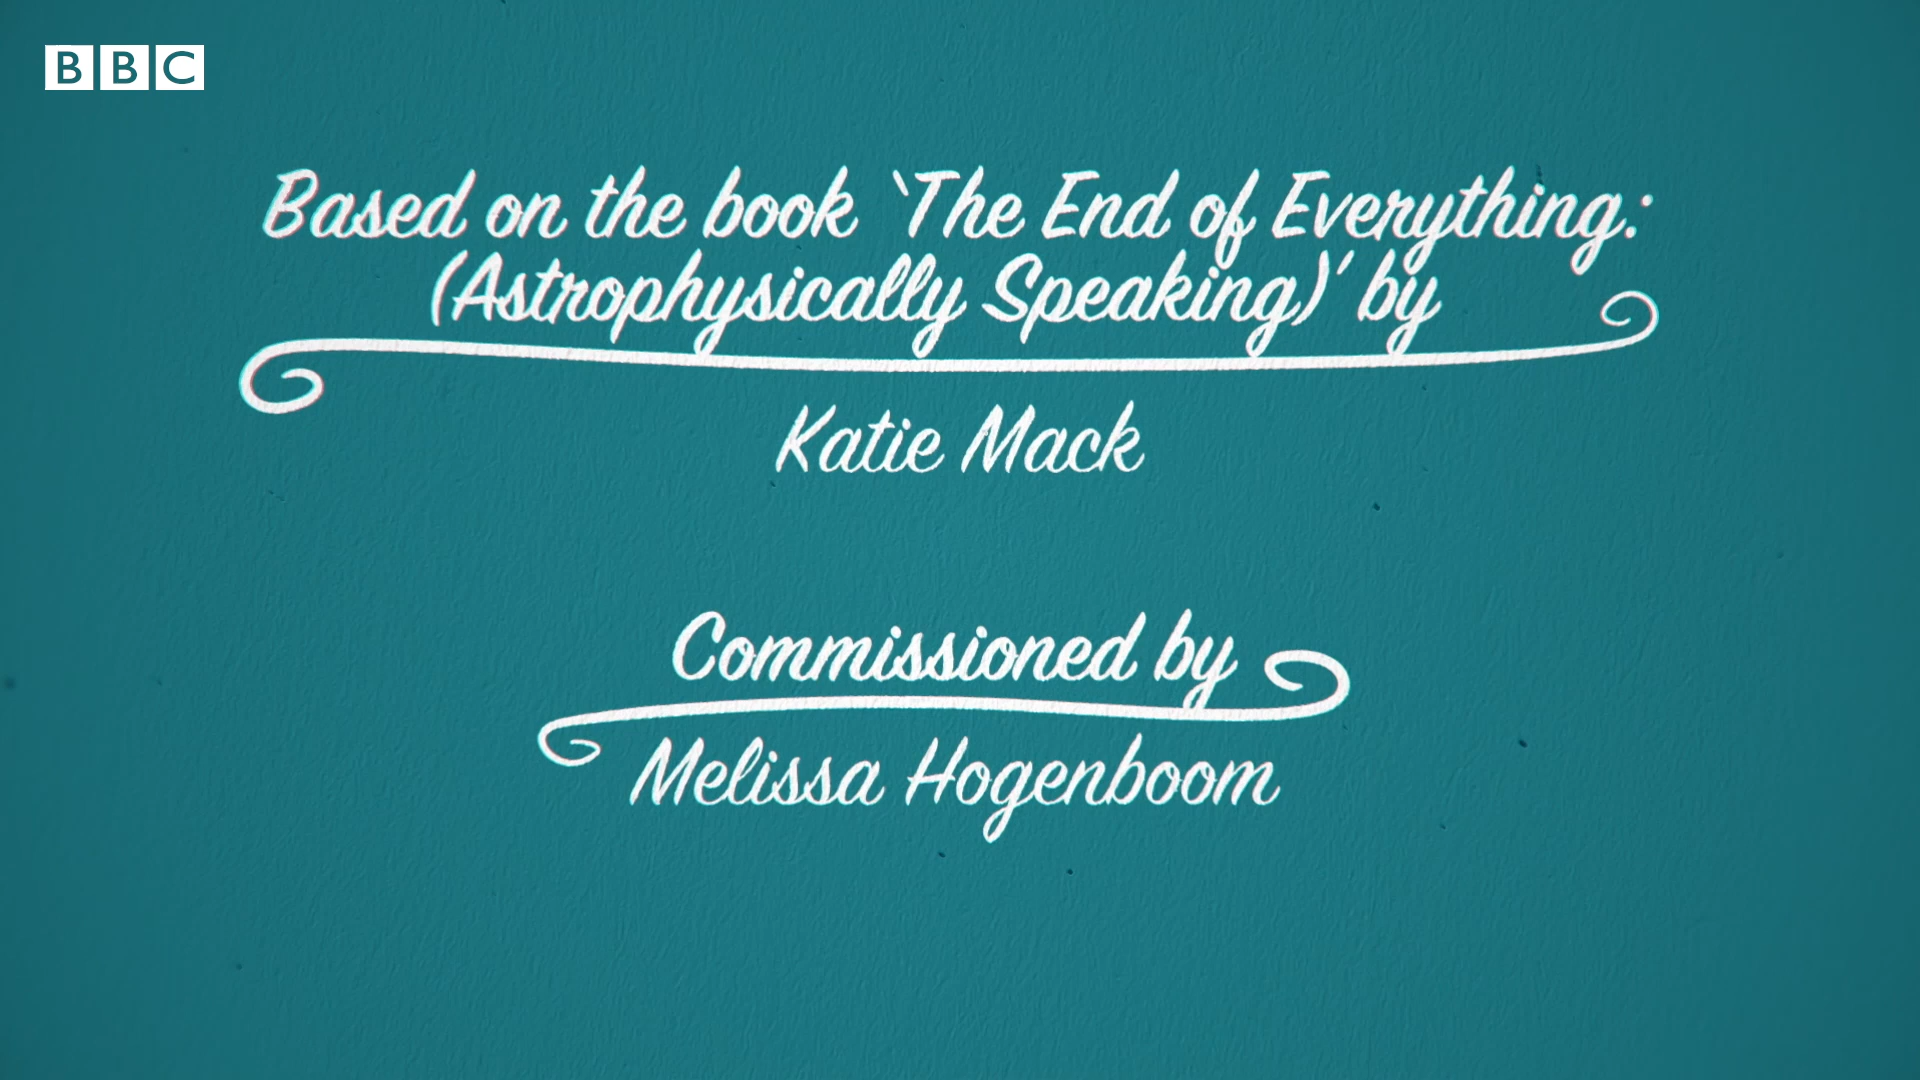 BBC
Based on the book ‘The End of Everything:
(Astrophysically Speaking)’ by
Katie Mack
Commissioned by
Melissa Hogenboom